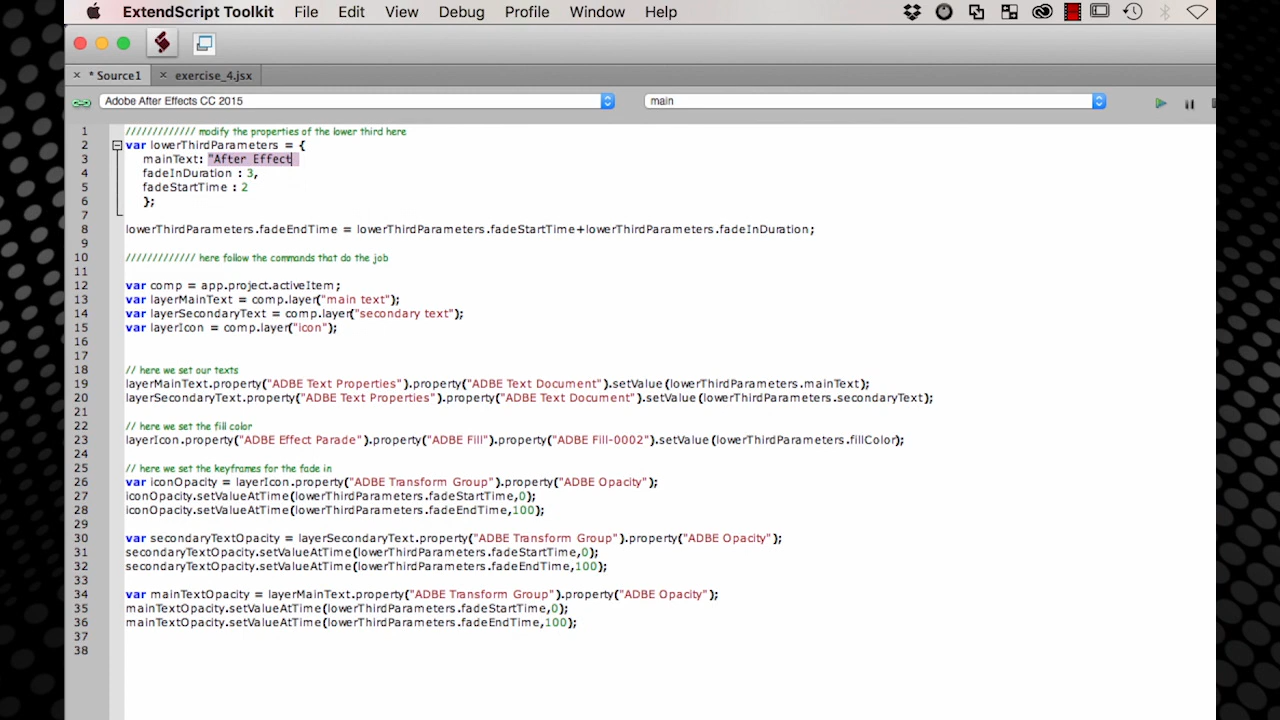 ExtendScript Toolkit File Edit View Debug Profile Window Help
* Source1 exercise_4.jsx
Adobe After Effects CC 2015 main
1 ///////////// modify the properties of the lower third here
2 var lowerThirdParameters = {
3 mainText: "After Effect
4 fadeInDuration : 3,
5 fadeStartTime : 2
6 };
7
8 lowerThirdParameters.fadeEndTime = lowerThirdParameters.fadeStartTime+lowerThirdParameters.fadeInDuration;
9
10 ///////////// here follow the commands that do the job
11
12 var comp = app.project.activeItem;
13 var layerMainText = comp.layer("main text");
14 var layerSecondaryText = comp.layer("secondary text");
15 var layerIcon = comp.layer("icon");
16
17
18 // here we set our texts
19 layerMainText.property("ADBE Text Properties").property("ADBE Text Document").setValue(lowerThirdParameters.mainText);
20 layerSecondaryText.property("ADBE Text Properties").property("ADBE Text Document").setValue(lowerThirdParameters.secondaryText);
21
22 // here we set the fill color
23 layerIcon.property("ADBE Effect Parade").property("ADBE Fill").property("ADBE Fill-0002").setValue(lowerThirdParameters.fillColor);
24
25 // here we set the keyframes for the fade in
26 var iconOpacity = layerIcon.property("ADBE Transform Group").property("ADBE Opacity");
27 iconOpacity.setValueAtTime(lowerThirdParameters.fadeStartTime,0);
28 iconOpacity.setValueAtTime(lowerThirdParameters.fadeEndTime,100);
29
30 var secondaryTextOpacity = layerSecondaryText.property("ADBE Transform Group").property("ADBE Opacity");
31 secondaryTextOpacity.setValueAtTime(lowerThirdParameters.fadeStartTime,0);
32 secondaryTextOpacity.setValueAtTime(lowerThirdParameters.fadeEndTime,100);
33
34 var mainTextOpacity = layerMainText.property("ADBE Transform Group").property("ADBE Opacity");
35 mainTextOpacity.setValueAtTime(lowerThirdParameters.fadeStartTime,0);
36 mainTextOpacity.setValueAtTime(lowerThirdParameters.fadeEndTime,100);
37
38